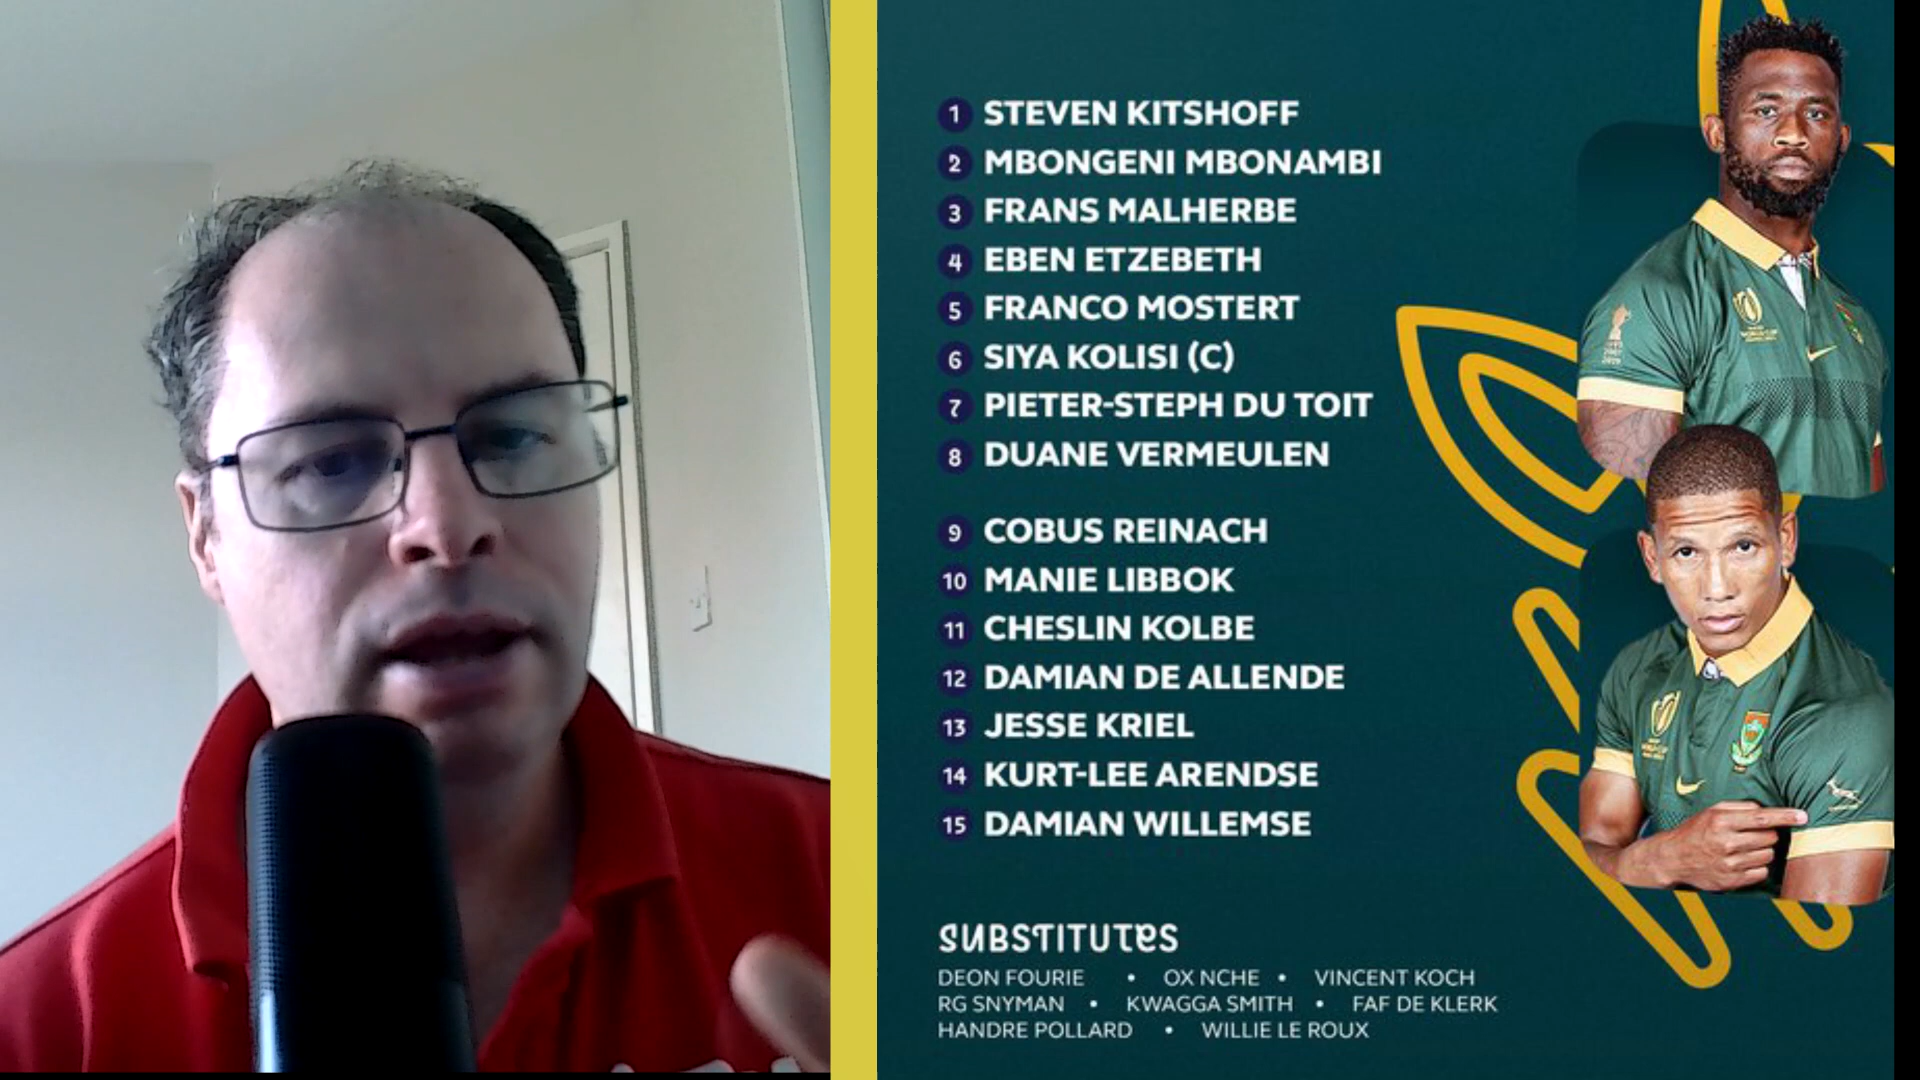 1 STEVEN KITSHOFF
2 MBONGENI MBONAMBI
3 FRANS MALHERBE
4 EBEN ETZEBETH
5 FRANCO MOSTERT
6 SIYA KOLISI (C)
7 PIETER-STEPH DU TOIT
8 DUANE VERMEULEN
9 COBUS REINACH
10 MANIE LIBBOK
11 CHESLIN KOLBE
12 DAMIAN DE ALLENDE
13 JESSE KRIEL
14 KURT-LEE ARENDSE
15 DAMIAN WILLEMSE
SUBSTITUTES
DEON FOURIE • OX NCHE • VINCENT KOCH
RG SNYMAN • KWAGGA SMITH • FAF DE KLERK
HANDRE POLLARD • WILLIE LE ROUX